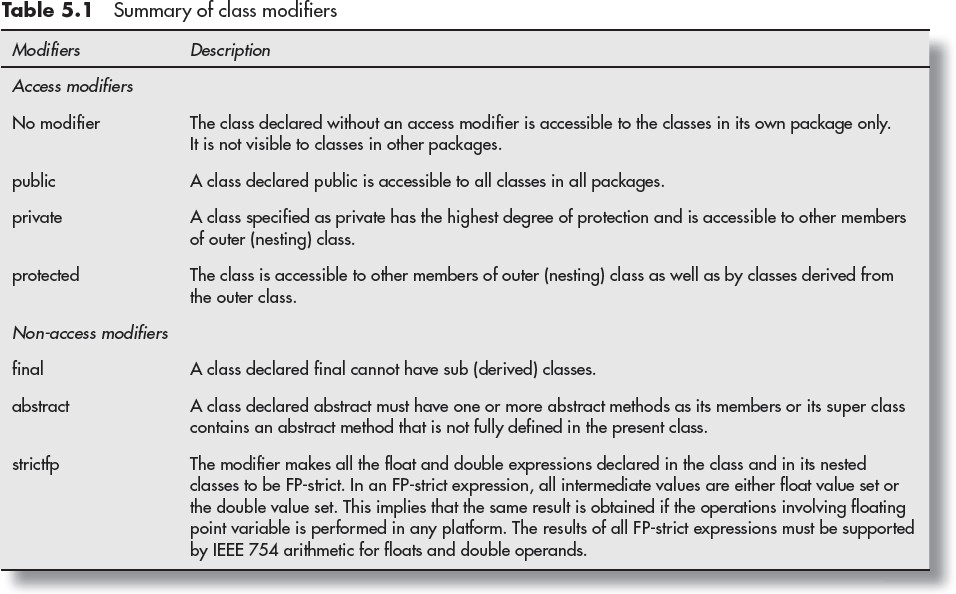 Table 5.1 Summary of class modifiers
Modifiers Description
Access modifiers
No modifier The class declared without an access modifier is accessible to the classes in its own package only.
It is not visible to classes in other packages.
public A class declared public is accessible to all classes in all packages.
private A class specified as private has the highest degree of protection and is accessible to other members
of outer (nesting) class.
protected The class is accessible to other members of outer (nesting) class as well as by classes derived from
the outer class.
Non-access modifiers
final A class declared final cannot have sub (derived) classes.
abstract A class declared abstract must have one or more abstract methods as its members or its super class
contains an abstract method that is not fully defined in the present class.
strictfp The modifier makes all the float and double expressions declared in the class and in its nested
classes to be FP-strict. In an FP-strict expression, all intermediate values are either float value set or
the double value set. This implies that the same result is obtained if the operations involving floating
point variable is performed in any platform. The results of all FP-strict expressions must be supported
by IEEE 754 arithmetic for floats and double operands.